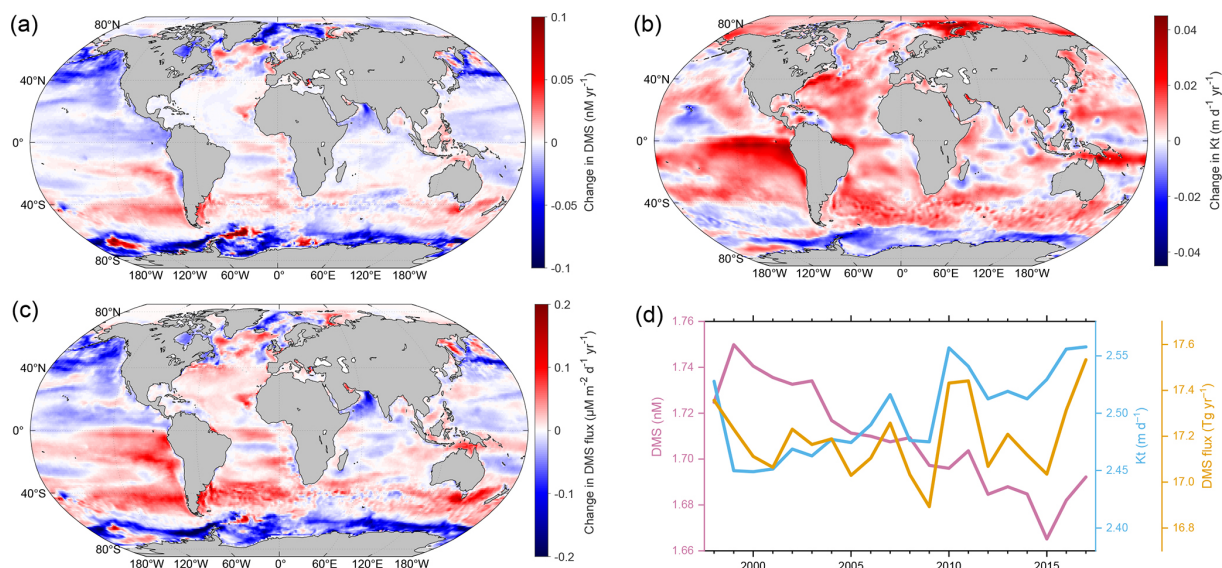 (a)
80°N
40°N
0°
40°S
80°S
180°W 120°W 60°W 0° 60°E 120°E 180°W
0.1
0.05
0
-0.05
-0.1
Change in DMS (nM yr⁻¹)
(b)
80°N
40°N
0°
40°S
80°S
180°W 120°W 60°W 0° 60°E 120°E 180°W
0.04
0.02
0
-0.02
-0.04
Change in Kt (m d⁻¹ yr⁻¹)
(c)
80°N
40°N
0°
40°S
80°S
180°W 120°W 60°W 0° 60°E 120°E 180°W
0.2
0.1
0
-0.1
-0.2
Change in DMS flux (μM m⁻² d⁻¹ yr⁻¹)
(d)
1.76
1.74
1.72
1.70
1.68
1.66
DMS (nM)
2000 2005 2010 2015
2.55
2.50
2.45
2.40
Kt (m d⁻¹)
17.6
17.4
17.2
17.0
16.8
DMS flux (Tg yr⁻¹)